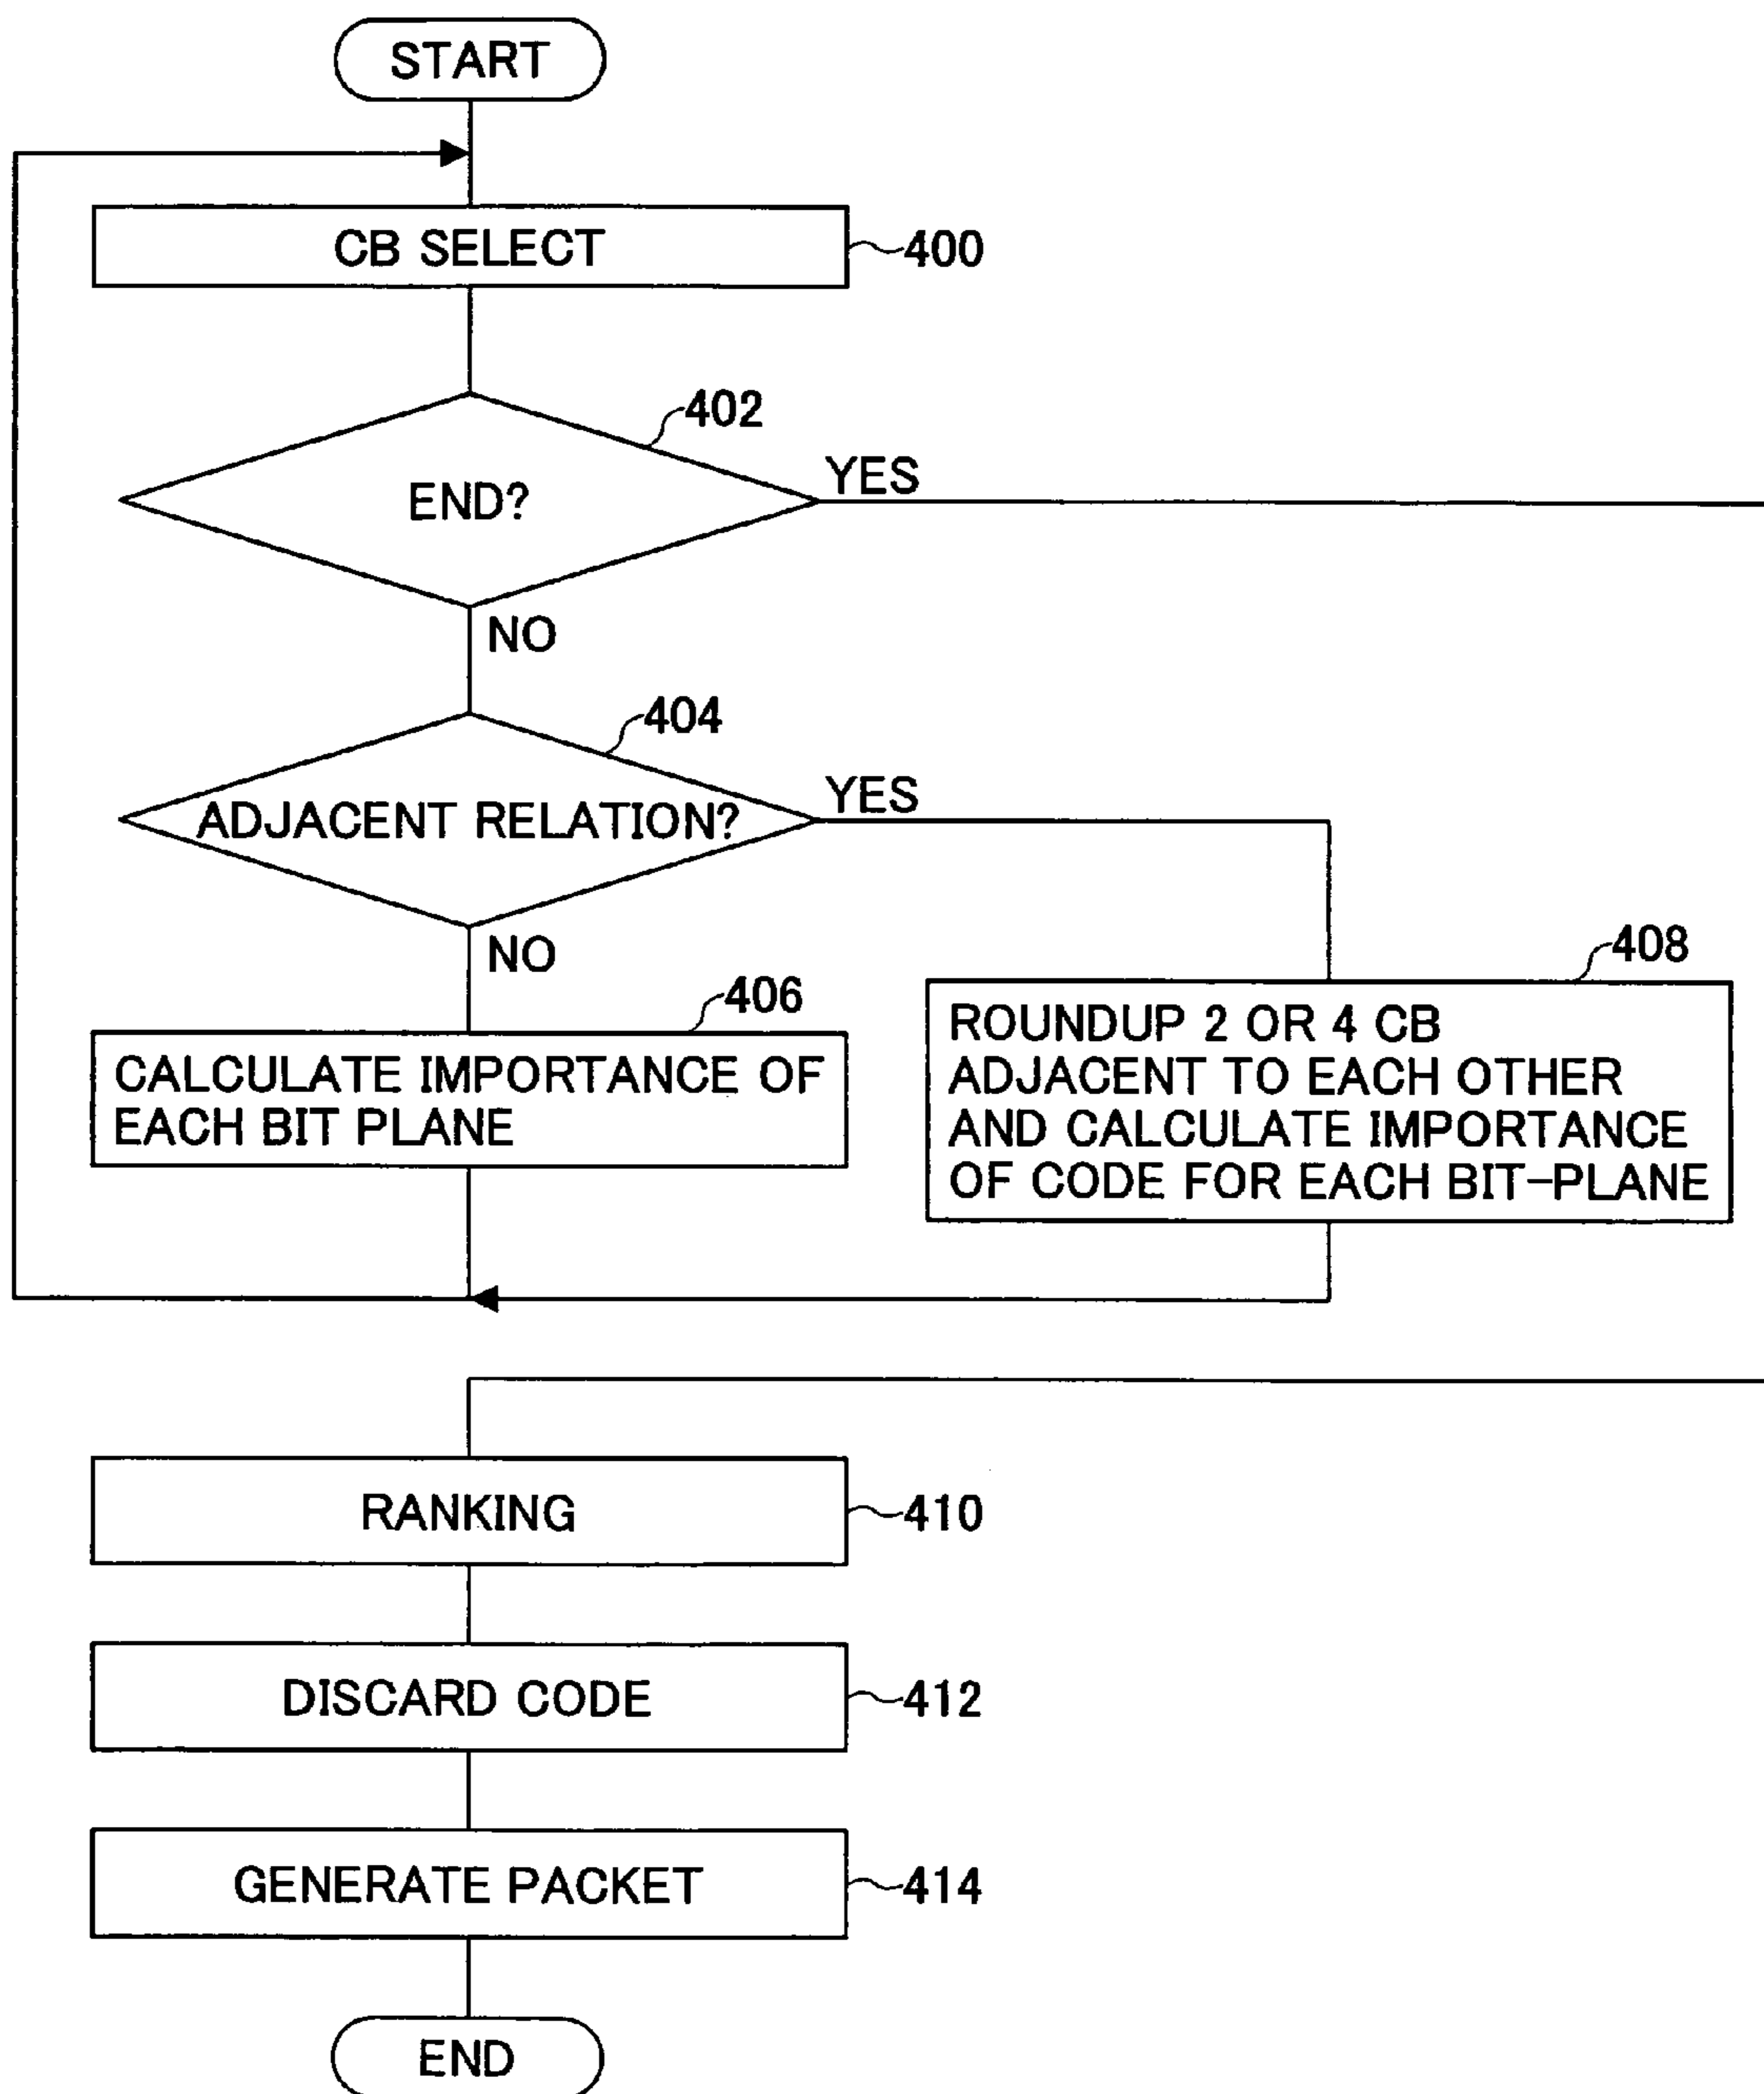 START
CB SELECT
400
402
END?
YES
NO
404
ADJACENT RELATION?
YES
NO
406
CALCULATE IMPORTANCE OF
EACH BIT PLANE
408
ROUNDUP 2 OR 4 CB
ADJACENT TO EACH OTHER
AND CALCULATE IMPORTANCE
OF CODE FOR EACH BIT-PLANE
RANKING
410
DISCARD CODE
412
GENERATE PACKET
414
END